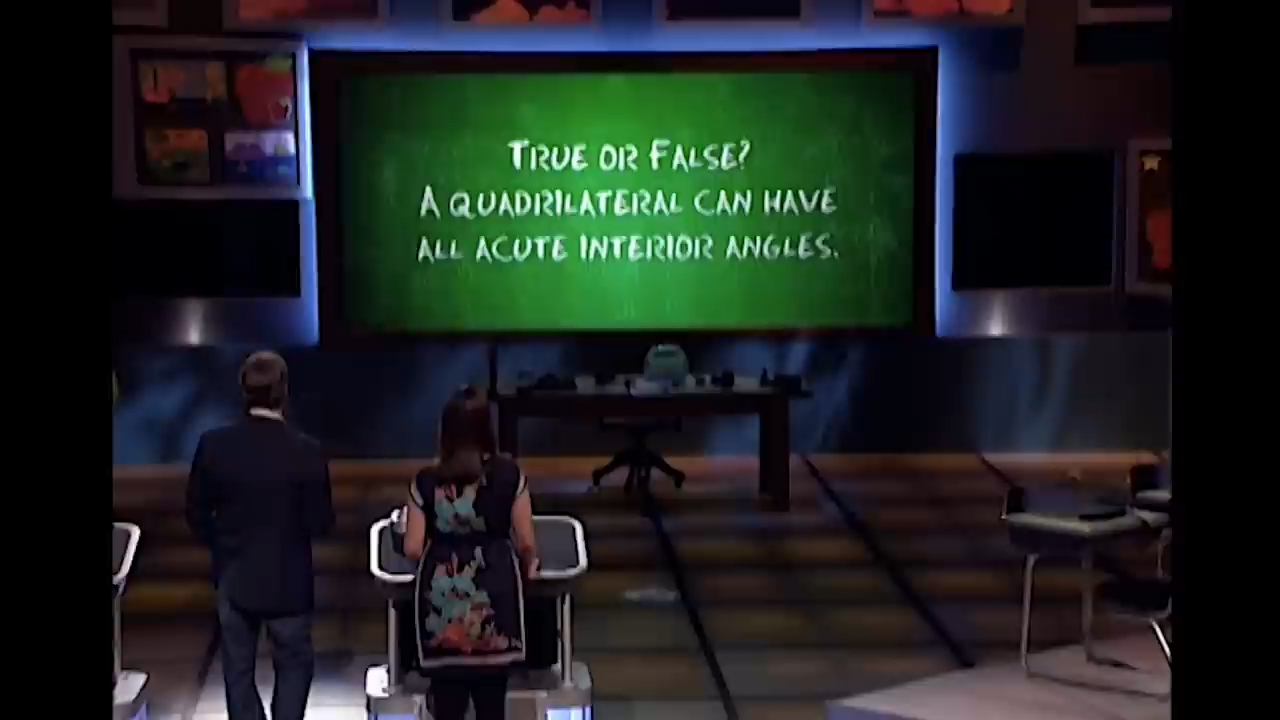 TRUE OR FALSE?
A QUADRILATERAL CAN HAVE
ALL ACUTE INTERIOR ANGLES.